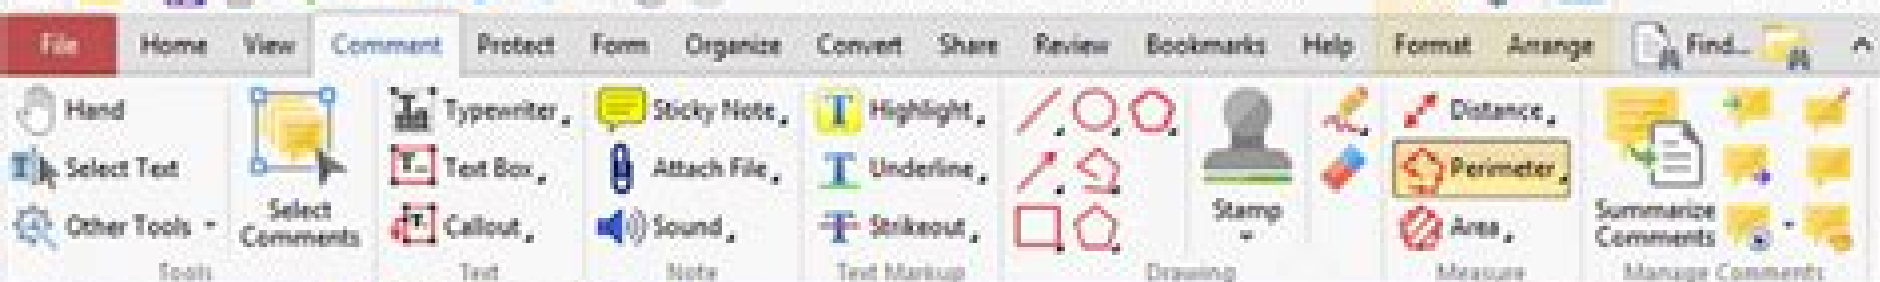 File Home View Comment Protect Form Organize Convert Share Review Bookmarks Help Format Arrange Find...
Hand
Select Text
Other Tools
Select
Comments
Tools
Typewriter
Text Box
Callout
Text
Sticky Note
Attach File
Sound
Note
Highlight
Underline
Strikeout
Text Markup
Stamp
Drawing
Distance
Perimeter
Area
Measure
Summarize
Comments
Manage Comments